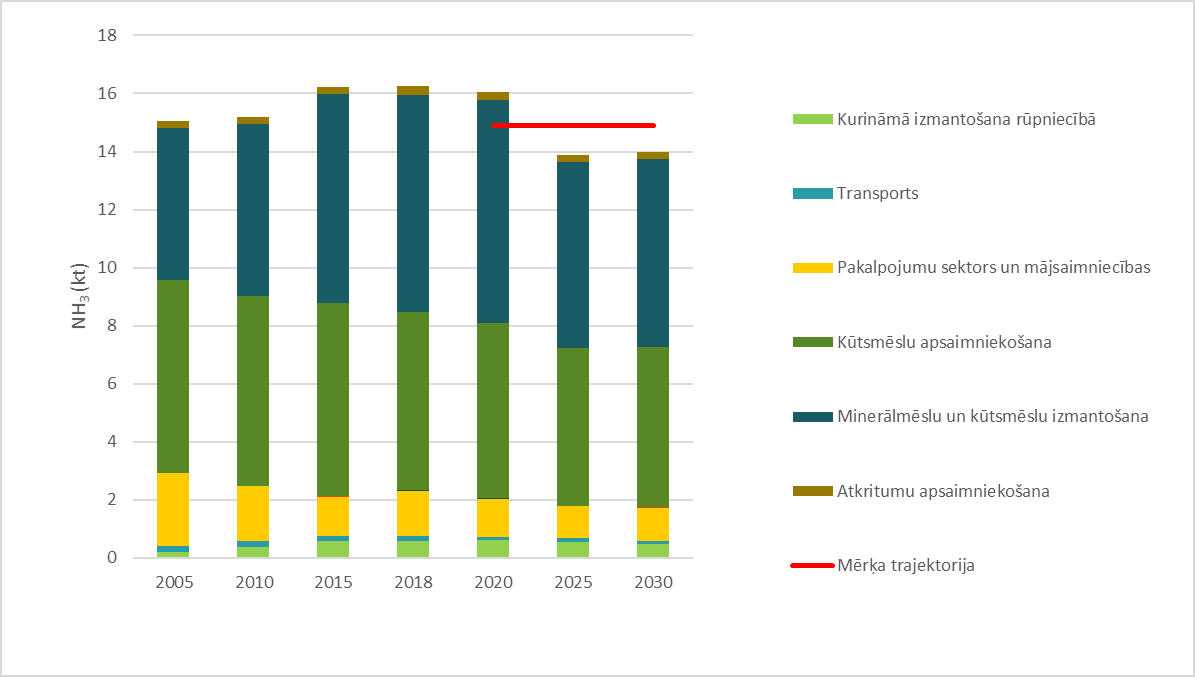 18
16
14
12
10
8
6
4
2
0
NH₃ (kt)
2005 2010 2015 2018 2020 2025 2030
Kurināmā izmantošana rūpniecībā
Transports
Pakalpojumu sektors un mājsaimniecības
Kūtsmēslu apsaimniekošana
Minerālmēslu un kūtsmēslu izmantošana
Atkritumu apsaimniekošana
Mērķa trajektorija